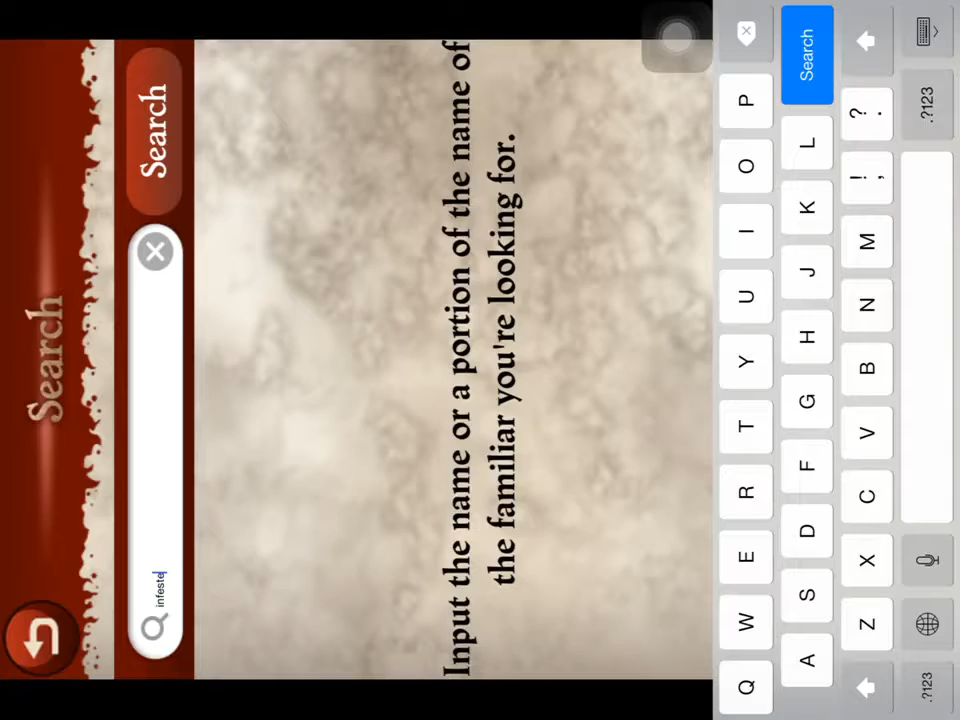 Search
infeste
Search
Input the name or a portion of the name of
the familiar you're looking for.
Q W E R T Y U I O P
A S D F G H J K L Search
Z X C V B N M ! , ? .
.?123 .?123